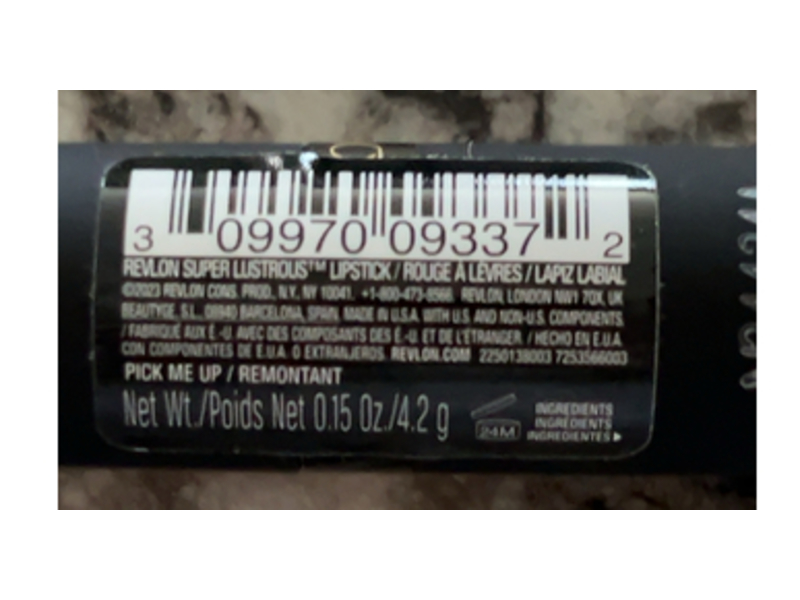 3 09970 09337 2
REVLON SUPER LUSTROUS™ LIPSTICK / ROUGE À LÈVRES / LAPIZ LABIAL
©2023 REVLON CONS. PROD., N.Y., NY 10041. +1-800-473-8566. REVLON, LONDON NW1 7QX, UK
BEAUTYGE, S.L., 08940 BARCELONA, SPAIN. MADE IN U.S.A. WITH U.S. AND NON-U.S. COMPONENTS.
/ FABRIQUÉ AUX É.-U. AVEC DES COMPOSANTS DES É.-U. ET DE L'ÉTRANGER. / HECHO EN E.U.A.
CON COMPONENTES DE E.U.A. O EXTRANJEROS. REVLON.COM 2250138003 7253566003
PICK ME UP / REMONTANT
Net Wt./Poids Net 0.15 Oz./4.2 g
24M
INGREDIENTS
INGRÉDIENTS
INGREDIENTES